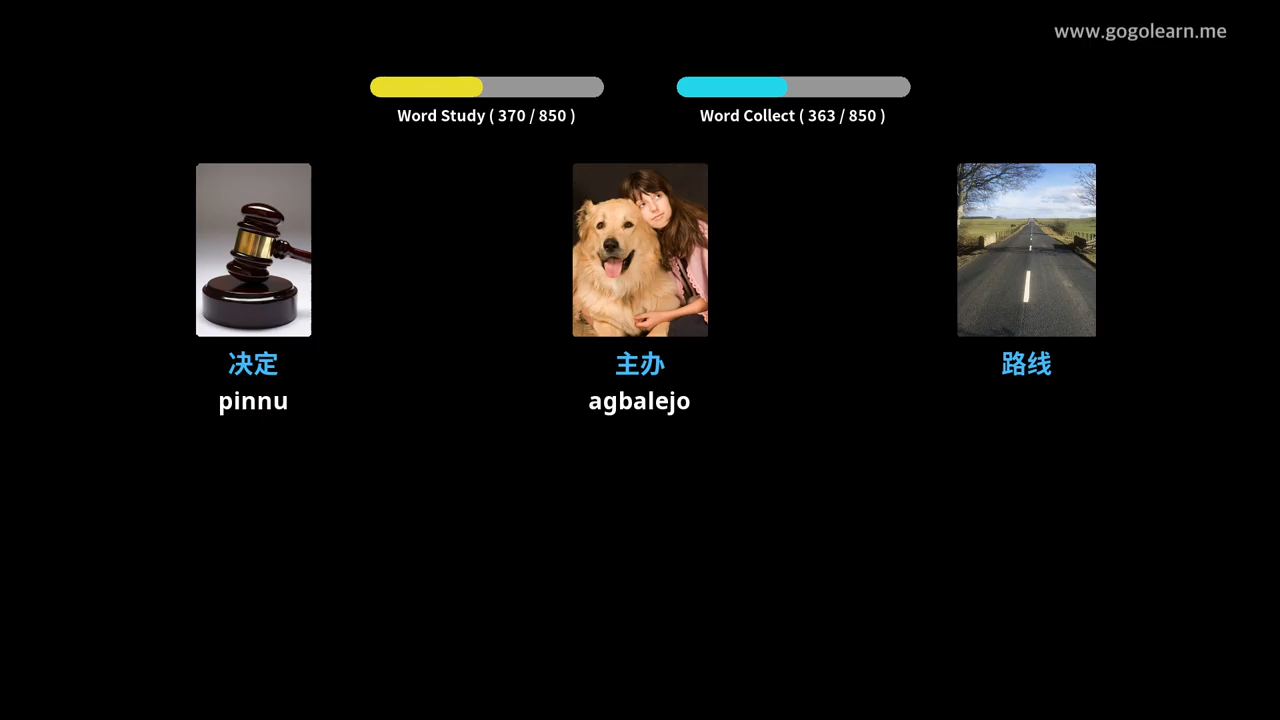 www.gogolearn.me
Word Study ( 370 / 850 )
Word Collect ( 363 / 850 )
决定
主办
路线
pinnu
agbalejo